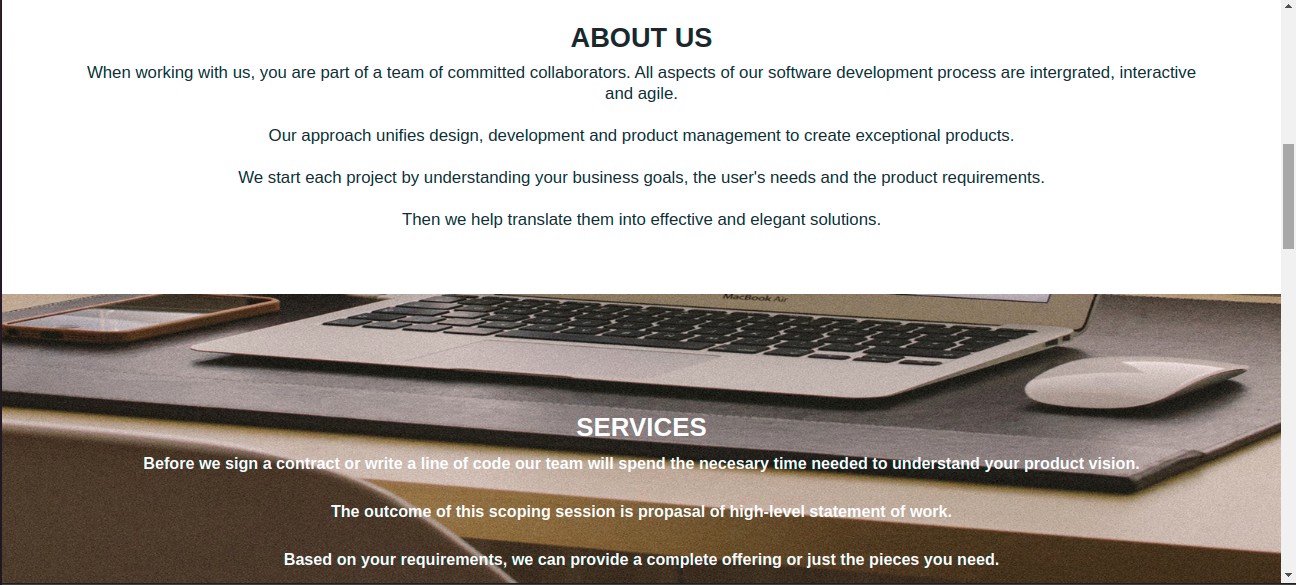 ABOUT US
When working with us, you are part of a team of committed collaborators. All aspects of our software development process are intergrated, interactive
and agile.
Our approach unifies design, development and product management to create exceptional products.
We start each project by understanding your business goals, the user's needs and the product requirements.
Then we help translate them into effective and elegant solutions.
MacBook Air
SERVICES
Before we sign a contract or write a line of code our team will spend the necesary time needed to understand your product vision.
The outcome of this scoping session is propasal of high-level statement of work.
Based on your requirements, we can provide a complete offering or just the pieces you need.